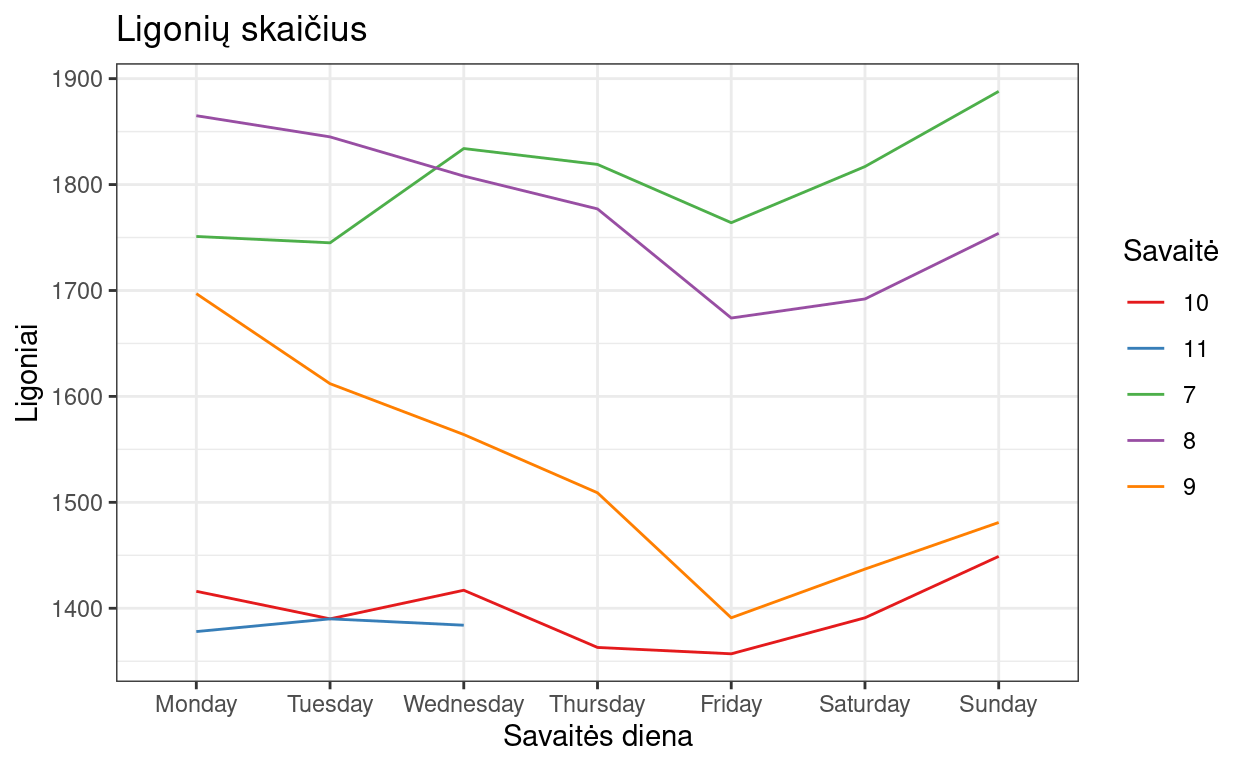 Ligonių skaičius
Ligoniai
1900
1800
1700
1600
1500
1400
Monday Tuesday Wednesday Thursday Friday Saturday Sunday
Savaitės diena
Savaitė
10
11
7
8
9